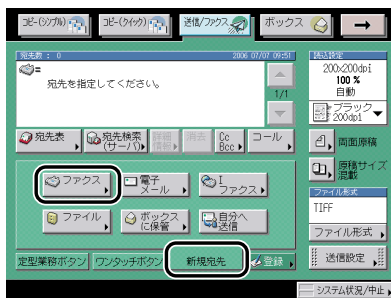 コピー(シンプル)
コピー(クイック)
送信/ファクス
ボックス
宛先数 : 0
2006 07/07 09:51
宛先を指定してください。
1/1
宛先表
宛先検索
(サーバ)
詳細
情報
消去
Cc
Bcc
コール
ファクス
電子
メール
I
ファクス
ファイル
ボックス
に保管
自分へ
送信
定型業務ボタン
ワンタッチボタン
新規宛先
登録
読込設定
200x200dpi
100 %
自動
ブラック
200dpi
両面原稿
原稿サイズ
混載
ファイル形式
TIFF
ファイル形式
送信設定
システム状況/中止